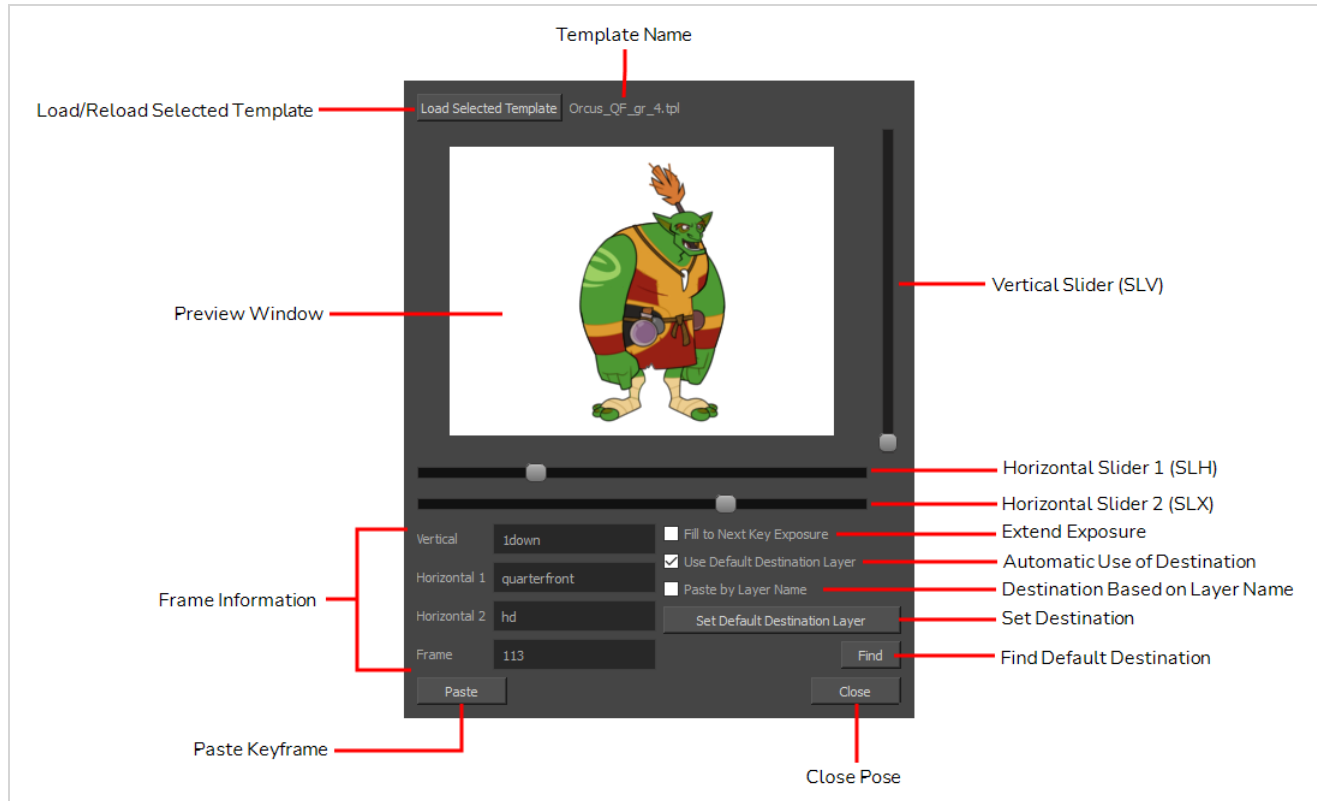 Template Name
Load/Reload Selected Template
Load Selected Template
Orcus_QF_gr_4.tpl
Preview Window
Vertical Slider (SLV)
Horizontal Slider 1 (SLH)
Horizontal Slider 2 (SLX)
Vertical
1down
Fill to Next Key Exposure
Extend Exposure
Use Default Destination Layer
Automatic Use of Destination
Horizontal 1
quarterfront
Paste by Layer Name
Destination Based on Layer Name
Frame Information
Horizontal 2
hd
Set Default Destination Layer
Set Destination
Frame
113
Find
Find Default Destination
Paste
Close
Paste Keyframe
Close Pose